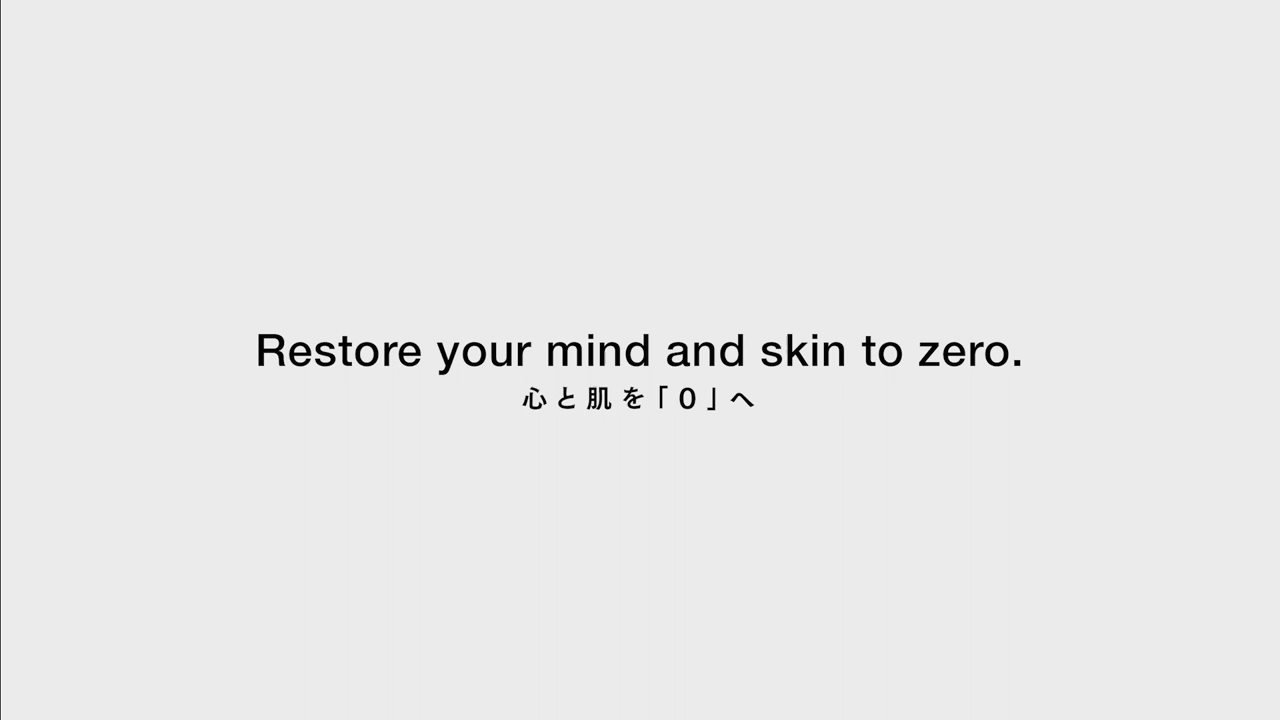 Restore your mind and skin to zero.
心と肌を「0」へ